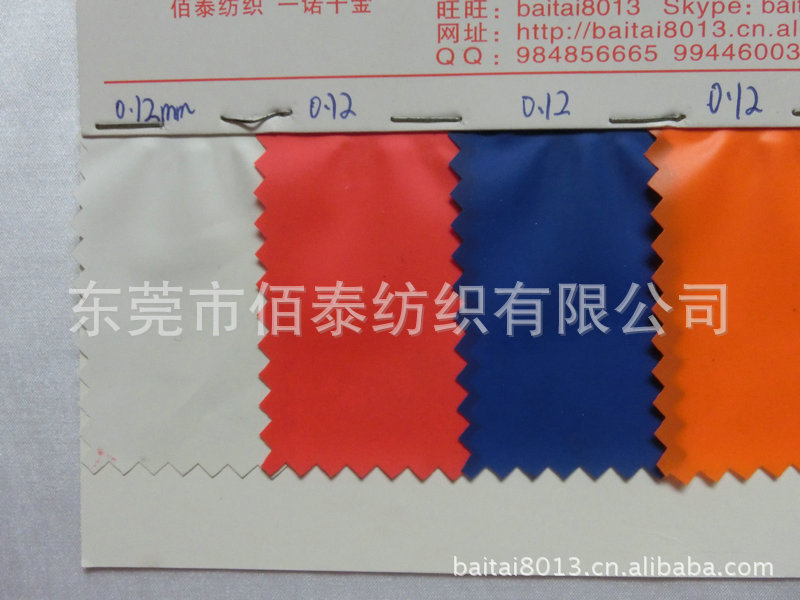 佰泰纺织 一诺千金
旺旺: baitai8013 Skype:bai
网址: http://baitai8013.cn.al
Q Q: 984856665 99446003
0.12mm 0.12 0.12 0.12
东莞市佰泰纺织有限公司
baitai8013.cn.alibaba.com